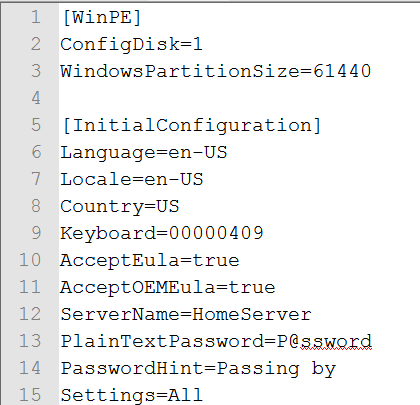 1 [WinPE]
2 ConfigDisk=1
3 WindowsPartitionSize=61440
4
5 [InitialConfiguration]
6 Language=en-US
7 Locale=en-US
8 Country=US
9 Keyboard=00000409
10 AcceptEula=true
11 AcceptOEMEula=true
12 ServerName=HomeServer
13 PlainTextPassword=P@ssword
14 PasswordHint=Passing by
15 Settings=All